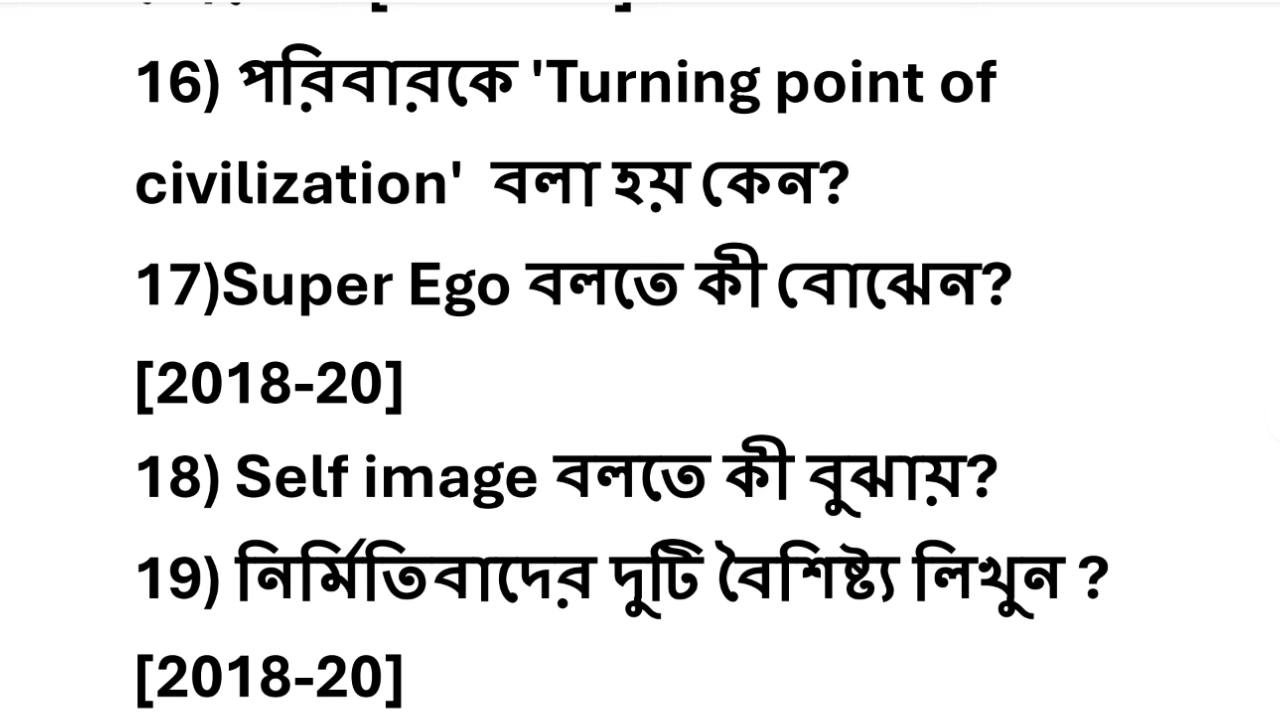 16) পরিবারকে 'Turning point of
civilization' বলা হয় কেন?
17)Super Ego বলতে কী বোঝেন?
[2018-20]
18) Self image বলতে কী বুঝায়?
19) নির্মিতিবাদের দুটি বৈশিষ্ট্য লিখুন ?
[2018-20]